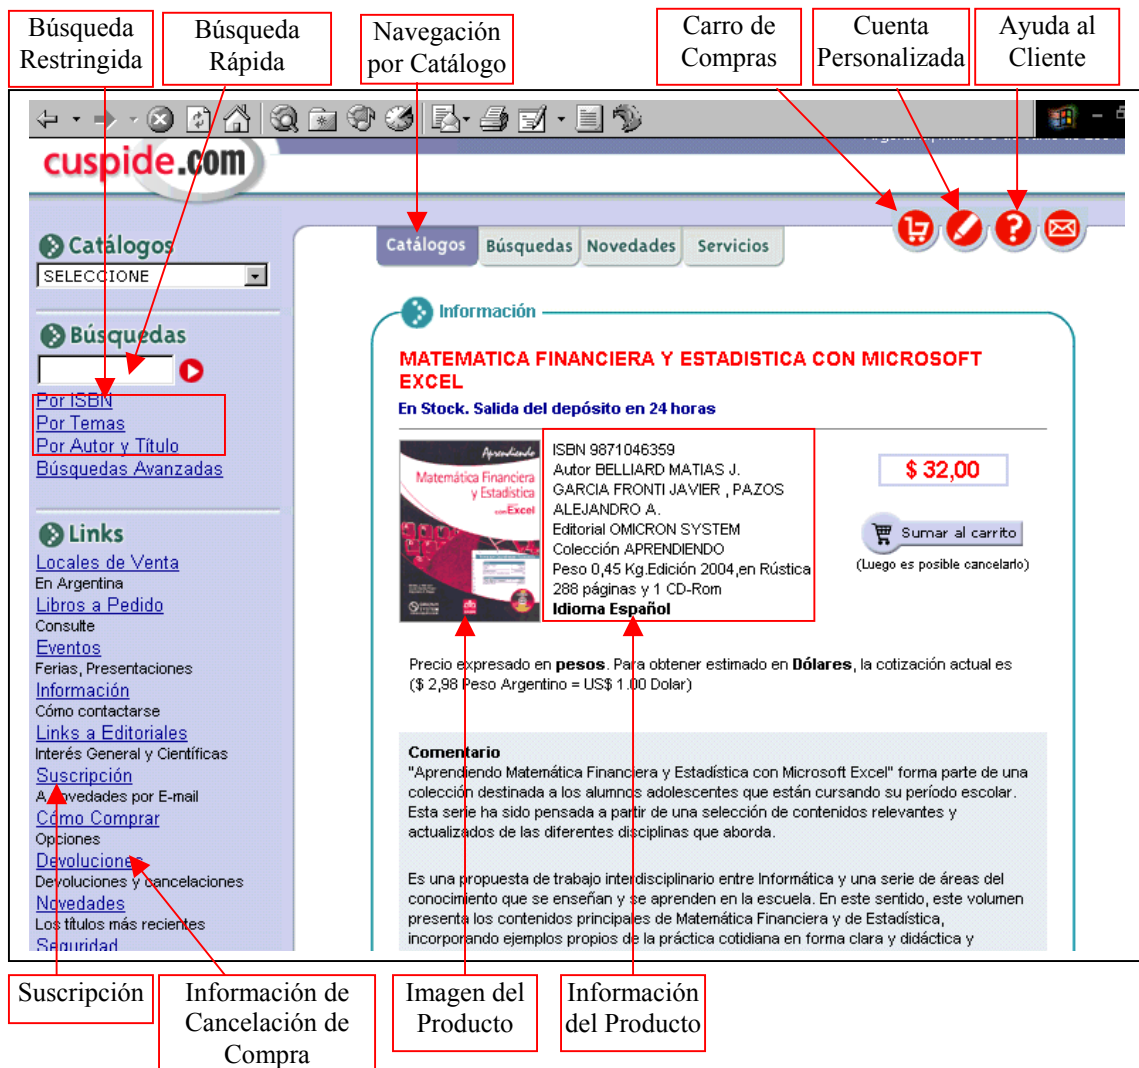 Búsqueda
Restringida
Búsqueda
Rápida
Navegación
por Catálogo
Carro de
Compras
Cuenta
Personalizada
Ayuda al
Cliente
cuspide.com
Catálogos
SELECCIONE
Búsquedas
Por ISBN
Por Temas
Por Autor y Título
Búsquedas Avanzadas
Links
Locales de Venta
En Argentina
Libros a Pedido
Consulte
Eventos
Ferias, Presentaciones
Información
Cómo contactarse
Links a Editoriales
Interés General y Científicas
Suscripción
A novedades por E-mail
Cómo Comprar
Opciones
Devoluciones
Devoluciones y cancelaciones
Novedades
Los títulos más recientes
Seguridad
Catálogos
Búsquedas
Novedades
Servicios
Información
MATEMATICA FINANCIERA Y ESTADISTICA CON MICROSOFT
EXCEL
En Stock. Salida del depósito en 24 horas
Aprendiendo
Matemática Financiera
y Estadística
con Excel
ISBN 9871046359
Autor BELLIARD MATIAS J.
GARCIA FRONTI JAVIER , PAZOS
ALEJANDRO A.
Editorial OMICRON SYSTEM
Colección APRENDIENDO
Peso 0,45 Kg.Edición 2004,en Rústica
288 páginas y 1 CD-Rom
Idioma Español
$ 32,00
Sumar al carrito
(Luego es posible cancelarlo)
Precio expresado en pesos. Para obtener estimado en Dólares, la cotización actual es
($ 2,98 Peso Argentino = US$ 1.00 Dolar)
Comentario
"Aprendiendo Matemática Financiera y Estadística con Microsoft Excel" forma parte de una
colección destinada a los alumnos adolescentes que están cursando su período escolar.
Esta serie ha sido pensada a partir de una selección de contenidos relevantes y
actualizados de las diferentes disciplinas que aborda.
Es una propuesta de trabajo interdisciplinario entre Informática y una serie de áreas del
conocimiento que se enseñan y se aprenden en la escuela. En este sentido, este volumen
presenta los contenidos principales de Matemática Financiera y de Estadística,
incorporando ejemplos propios de la práctica cotidiana en forma clara y didáctica y
Suscripción
Información de
Cancelación de
Compra
Imagen del
Producto
Información
del Producto